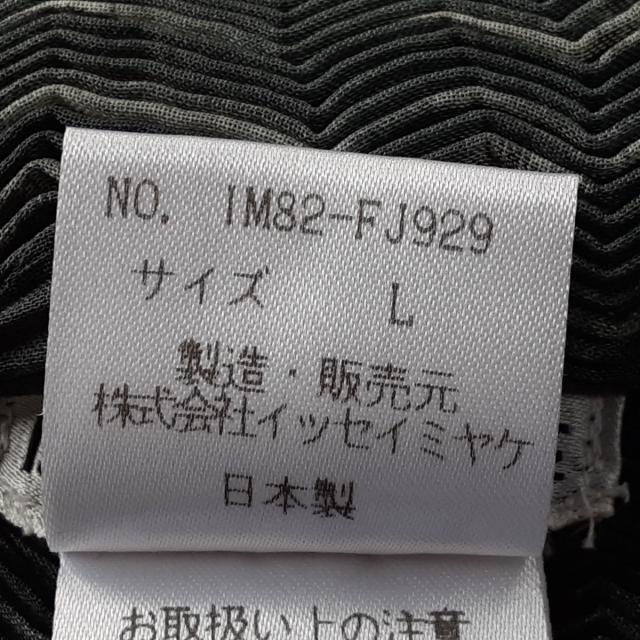 NO. IM82-FJ929
サイズ L
製造・販売元
株式会社イッセイミヤケ
日本製
お取扱い上の注意